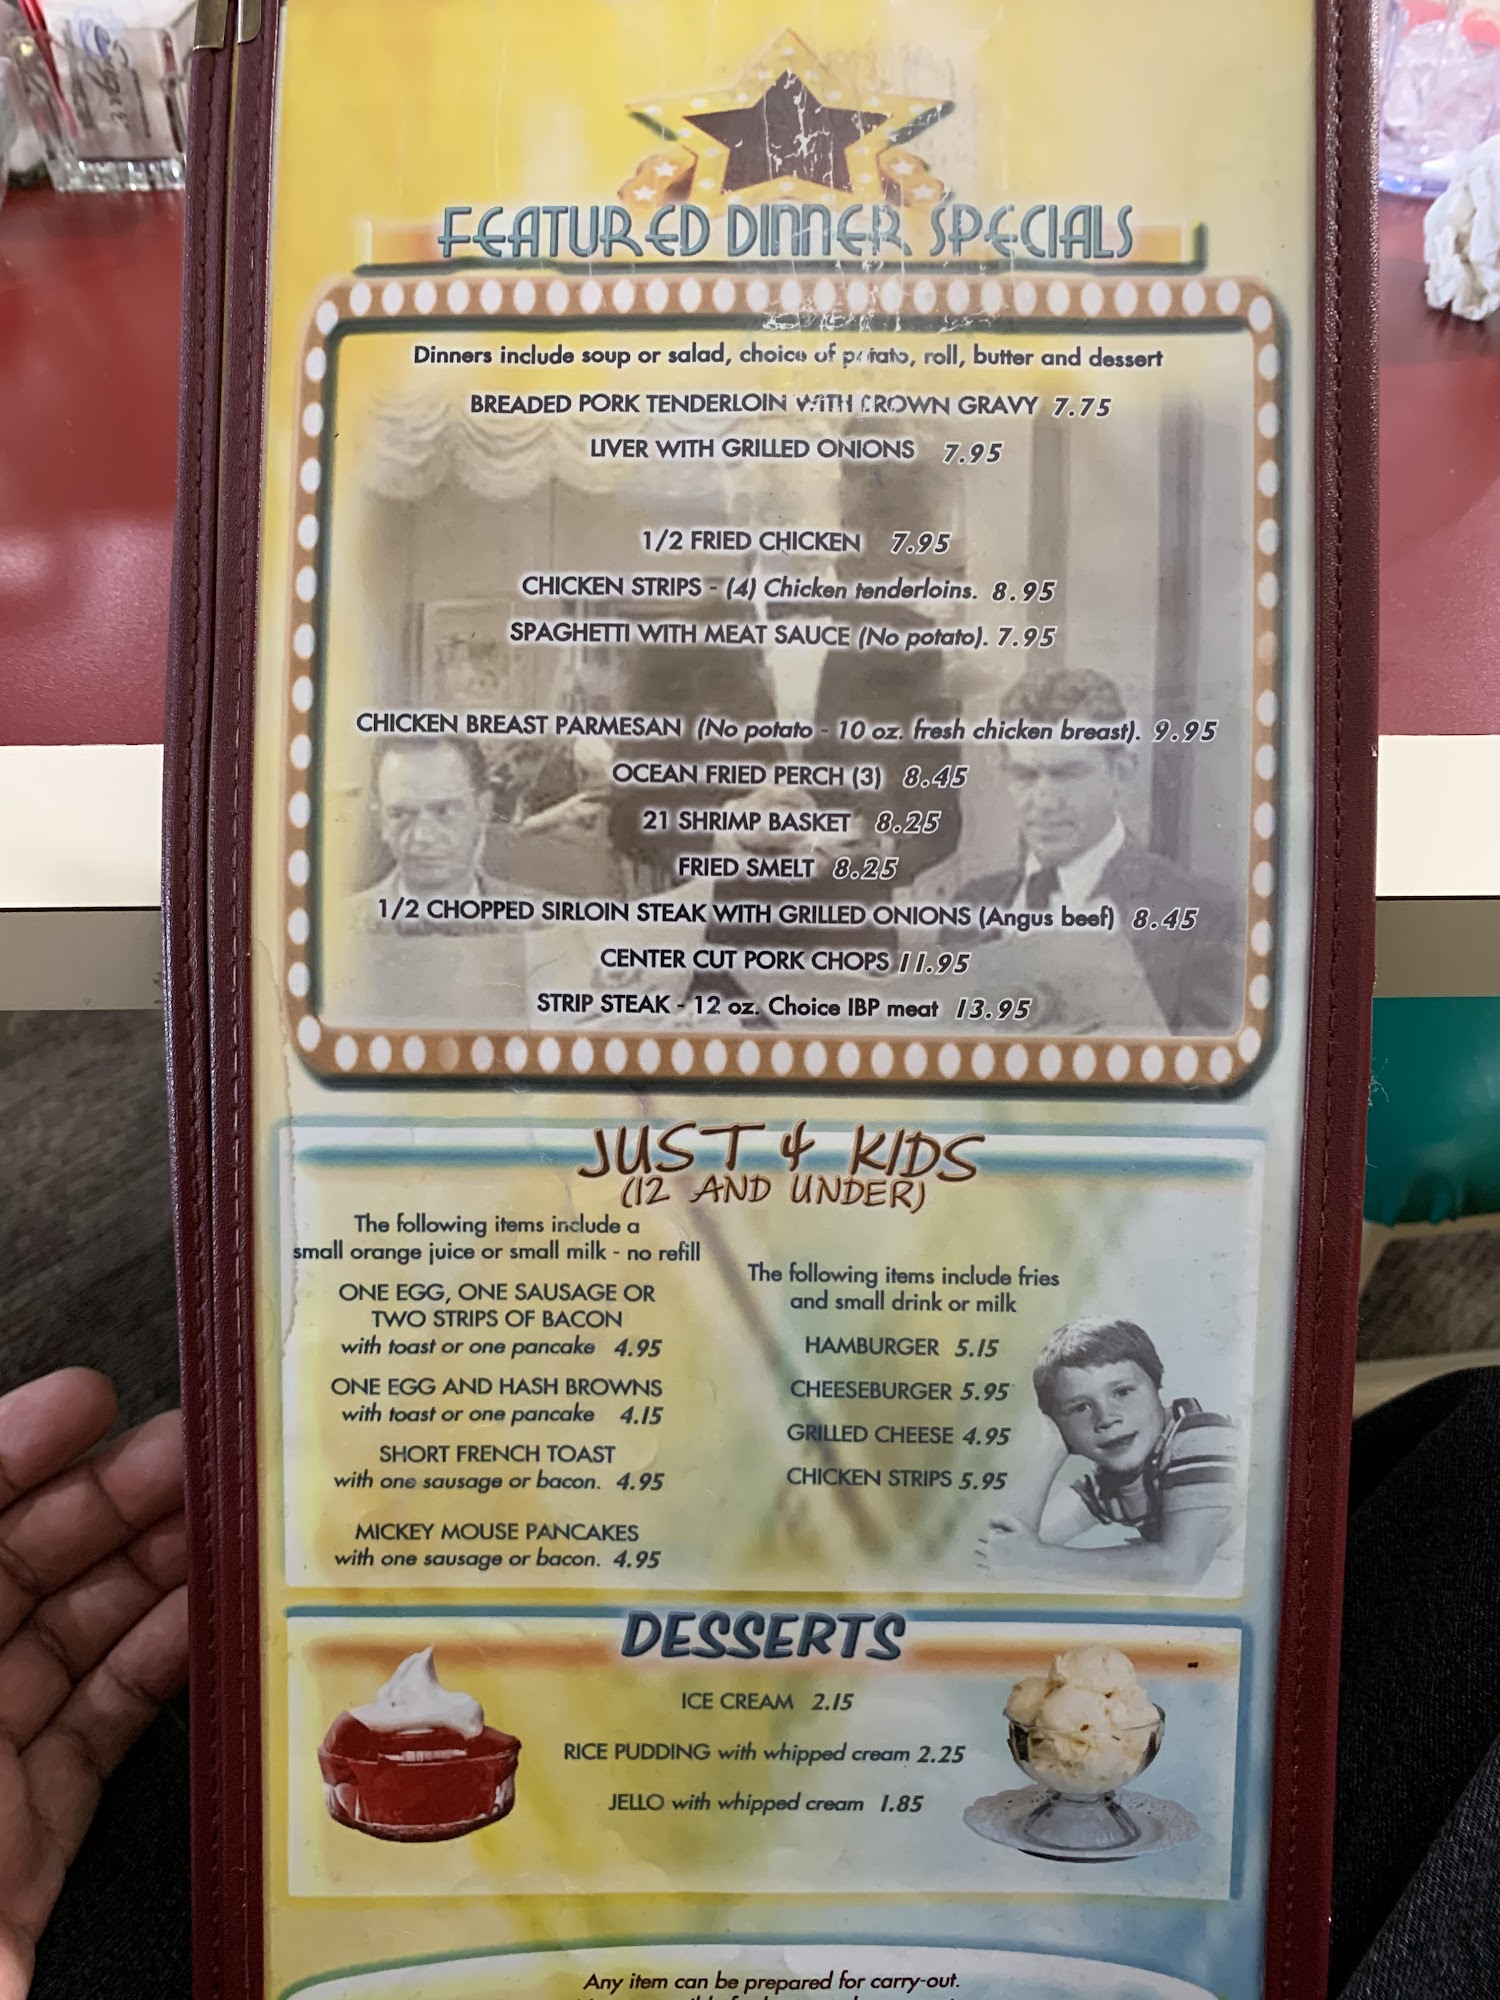 FEATURED DINNER SPECIALS
Dinners include soup or salad, choice of potato, roll, butter and dessert
BREADED PORK TENDERLOIN WITH BROWN GRAVY 7.75
LIVER WITH GRILLED ONIONS 7.95
1/2 FRIED CHICKEN 7.95
CHICKEN STRIPS - (4) Chicken tenderloins. 8.95
SPAGHETTI WITH MEAT SAUCE (No potato). 7.95
CHICKEN BREAST PARMESAN (No potato - 10 oz. fresh chicken breast). 9.95
OCEAN FRIED PERCH (3) 8.45
21 SHRIMP BASKET 8.25
FRIED SMELT 8.25
1/2 CHOPPED SIRLOIN STEAK WITH GRILLED ONIONS (Angus beef) 8.45
CENTER CUT PORK CHOPS 11.95
STRIP STEAK - 12 oz. Choice IBP meat 13.95
JUST 4 KIDS
(12 AND UNDER)
The following items include a
small orange juice or small milk - no refill
ONE EGG, ONE SAUSAGE OR
TWO STRIPS OF BACON
with toast or one pancake 4.95
ONE EGG AND HASH BROWNS
with toast or one pancake 4.15
SHORT FRENCH TOAST
with one sausage or bacon. 4.95
MICKEY MOUSE PANCAKES
with one sausage or bacon. 4.95
The following items include fries
and small drink or milk
HAMBURGER 5.15
CHEESEBURGER 5.95
GRILLED CHEESE 4.95
CHICKEN STRIPS 5.95
DESSERTS
ICE CREAM 2.15
RICE PUDDING with whipped cream 2.25
JELLO with whipped cream 1.85
Any item can be prepared for carry-out.